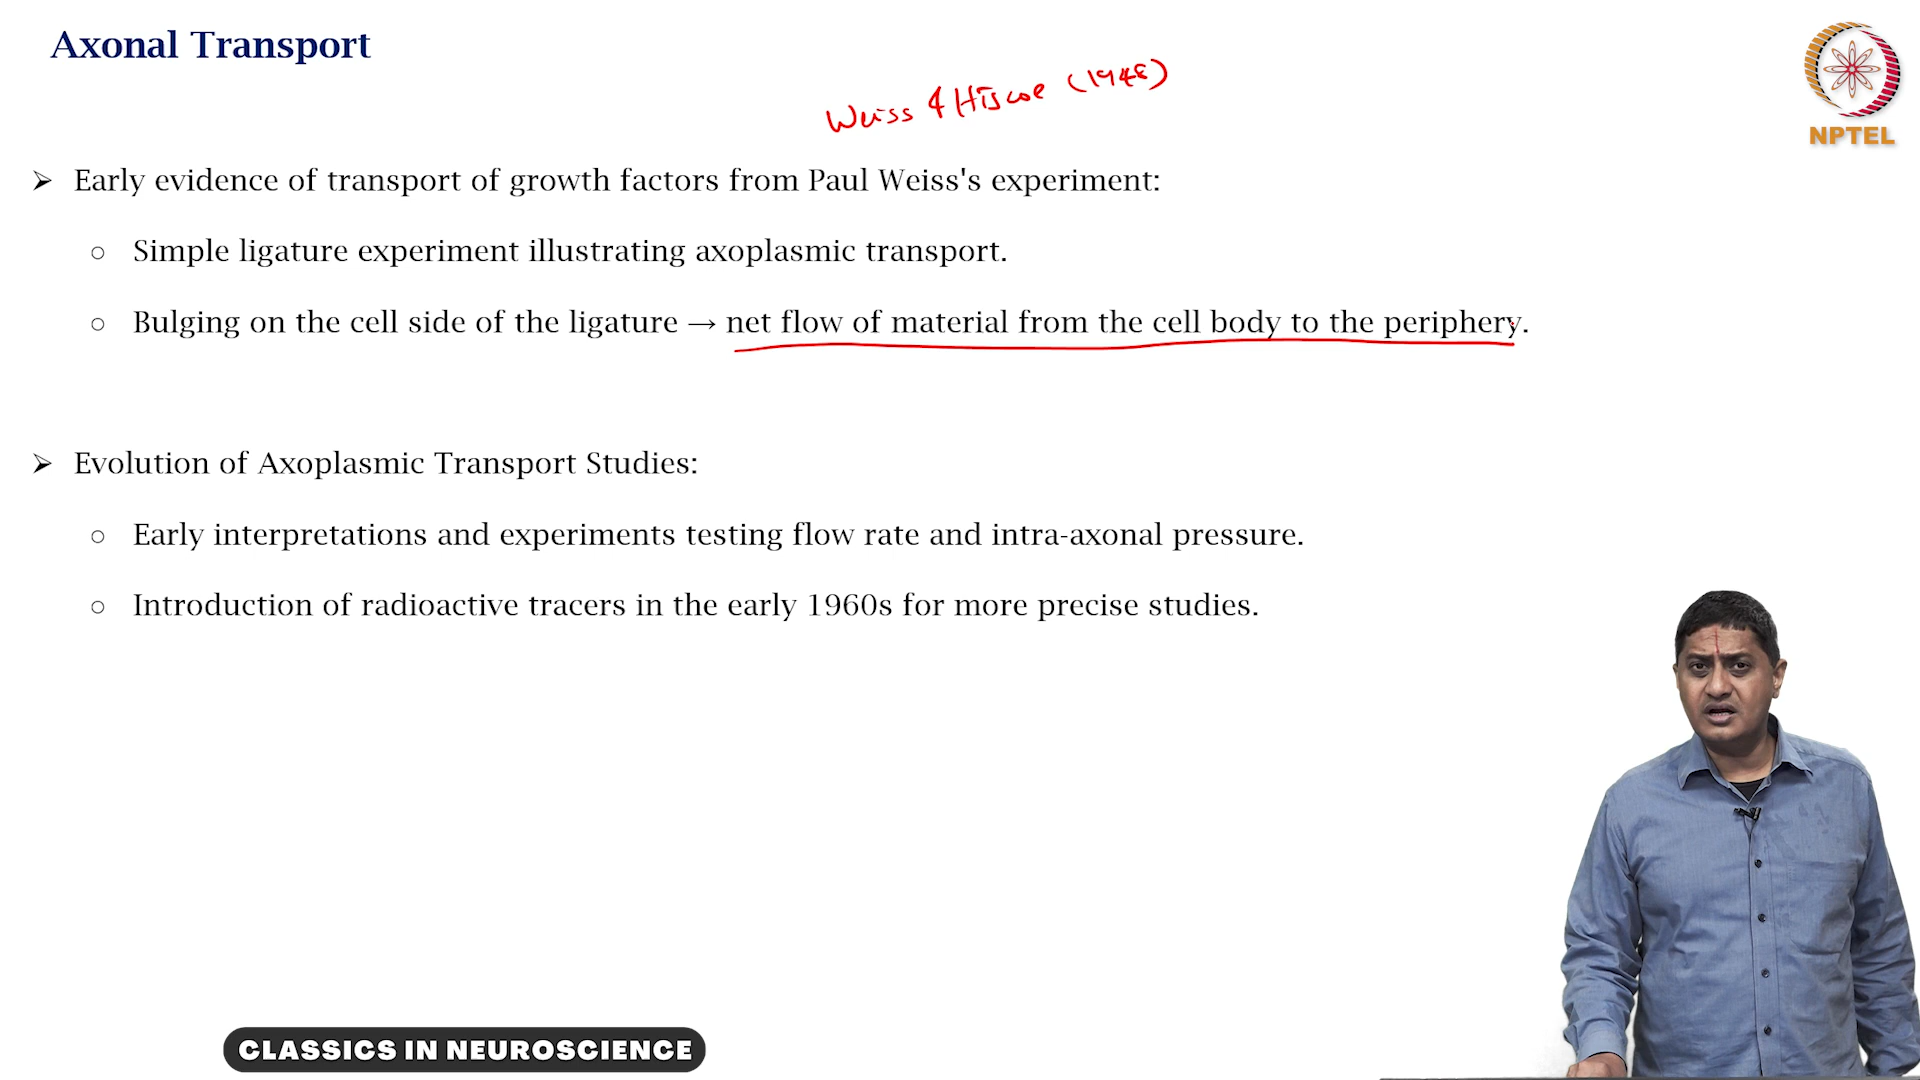 Axonal Transport
Weiss & Hiscoe (1948)
NPTEL
➢ Early evidence of transport of growth factors from Paul Weiss's experiment:
○ Simple ligature experiment illustrating axoplasmic transport.
○ Bulging on the cell side of the ligature → net flow of material from the cell body to the periphery.
➢ Evolution of Axoplasmic Transport Studies:
○ Early interpretations and experiments testing flow rate and intra-axonal pressure.
○ Introduction of radioactive tracers in the early 1960s for more precise studies.
CLASSICS IN NEUROSCIENCE